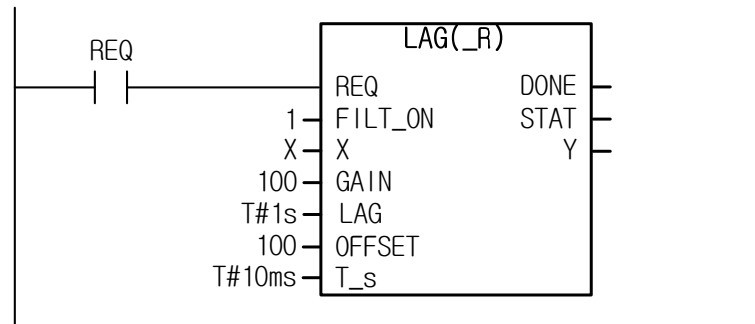 LAG(_R)
REQ
REQ DONE
1 FILT_ON STAT
X X Y
100 GAIN
T#1s LAG
100 OFFSET
T#10ms T_s